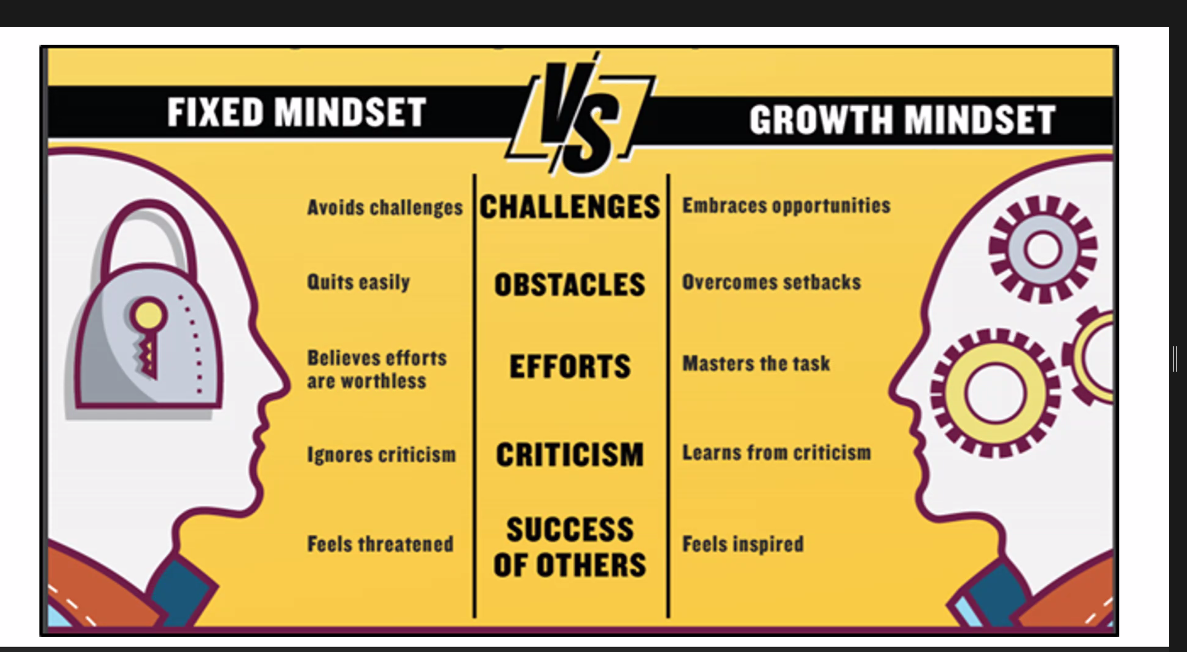 FIXED MINDSET
VS
GROWTH MINDSET
Avoids challenges
CHALLENGES
Embraces opportunities
Quits easily
OBSTACLES
Overcomes setbacks
Believes efforts
are worthless
EFFORTS
Masters the task
Ignores criticism
CRITICISM
Learns from criticism
Feels threatened
SUCCESS
OF OTHERS
Feels inspired